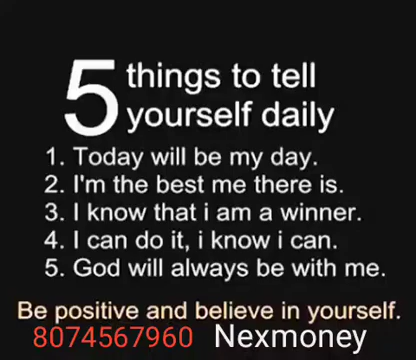 5 things to tell
yourself daily
1. Today will be my day.
2. I'm the best me there is.
3. I know that i am a winner.
4. I can do it, i know i can.
5. God will always be with me.
Be positive and believe in yourself.
8074567960 Nexmoney